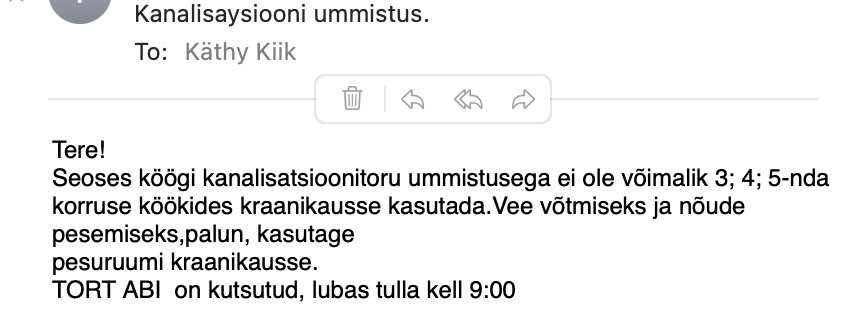 Kanalisaysiooni ummistus.
To: Käthy Kiik
Tere!
Seoses köögi kanalisatsioonitoru ummistusega ei ole võimalik 3; 4; 5-nda
korruse köökides kraanikausse kasutada.Vee võtmiseks ja nõude
pesemiseks,palun, kasutage
pesuruumi kraanikausse.
TORT ABI  on kutsutud, lubas tulla kell 9:00